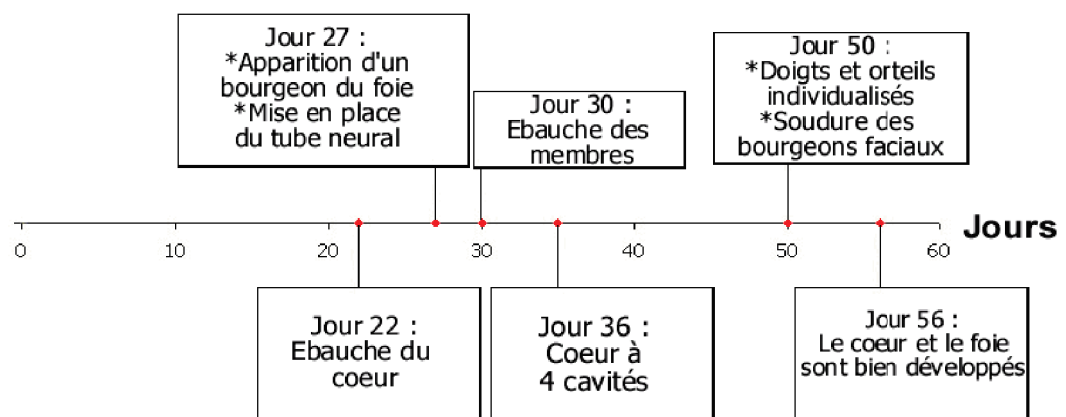 Jour 27 :
*Apparition d'un
bourgeon du foie
*Mise en place
du tube neural
Jour 30 :
Ebauche des
membres
Jour 50 :
*Doigts et orteils
individualisés
*Soudure des
bourgeons faciaux
0 10 20 30 40 50 60 Jours
Jour 22 :
Ebauche du
coeur
Jour 36 :
Coeur à
4 cavités
Jour 56 :
Le coeur et le foie
sont bien développés